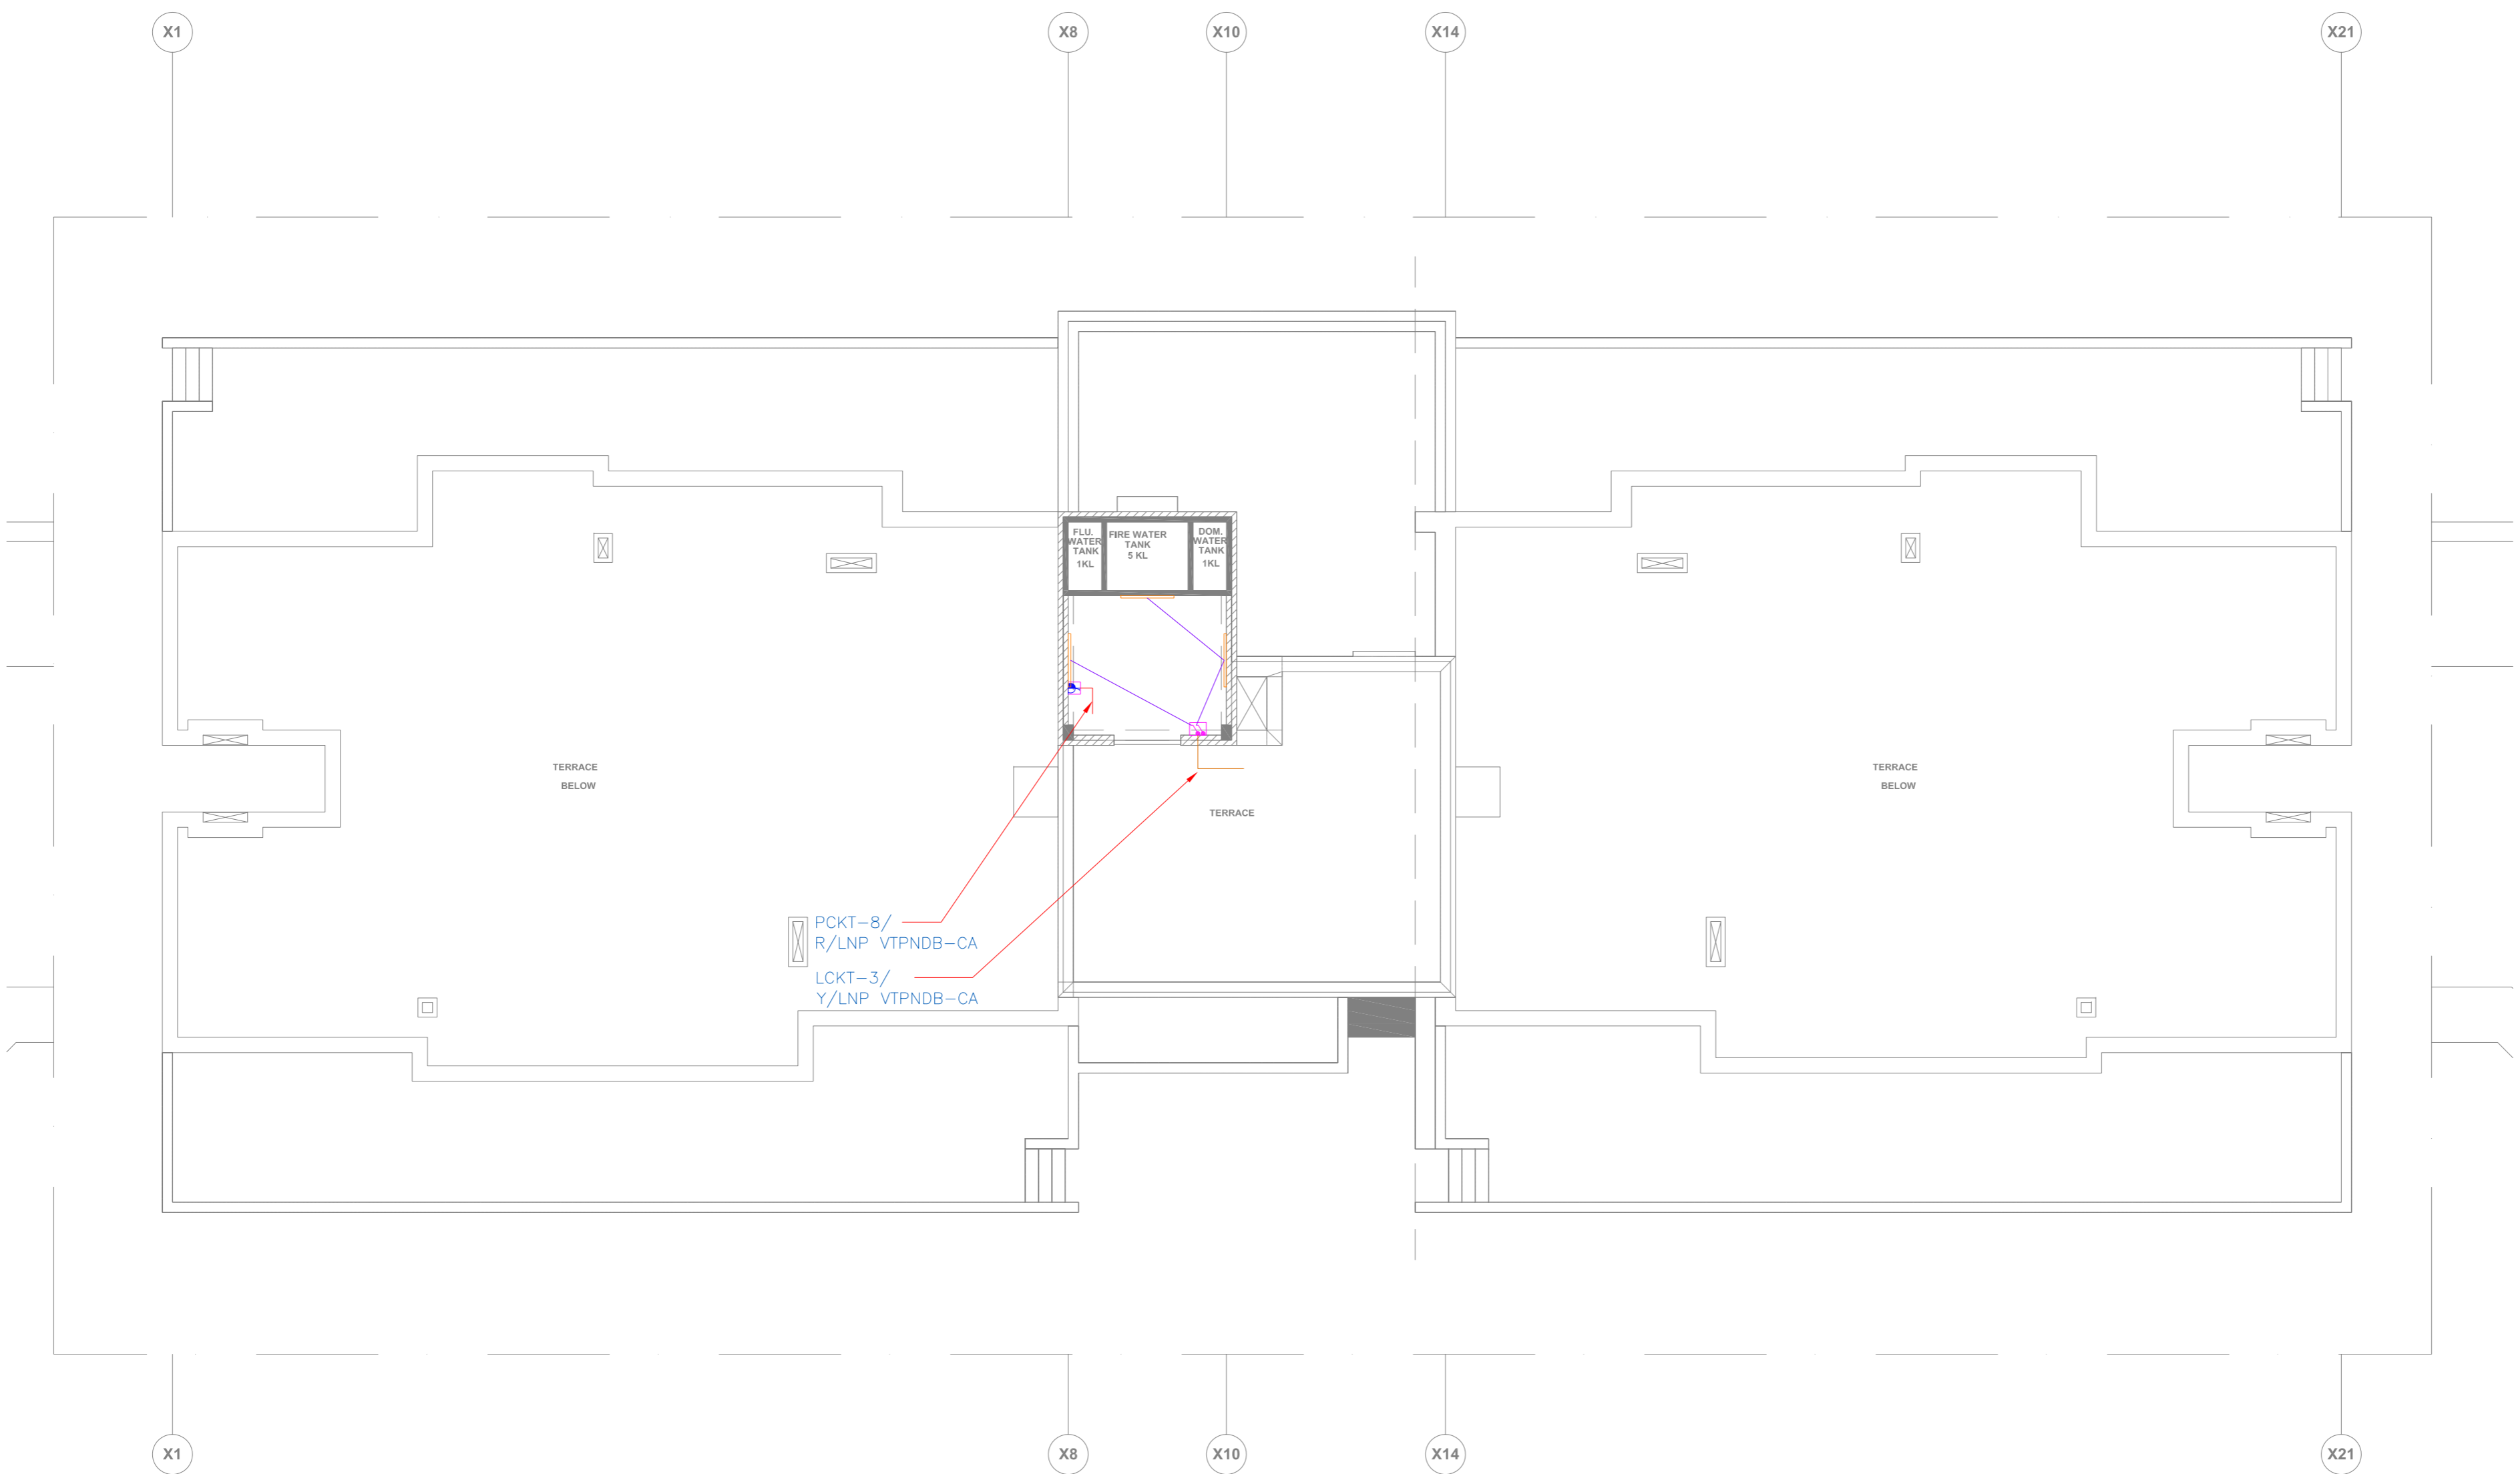 X1
X8
X10
X14
X21
FLU.
WATER
TANK
1KL
FIRE WATER
TANK
5 KL
DOM.
WATER
TANK
1KL
TERRACE
BELOW
TERRACE
BELOW
TERRACE
PCKT-8/
R/LNP VTPNDB-CA
LCKT-3/
Y/LNP VTPNDB-CA
X1
X8
X10
X14
X21